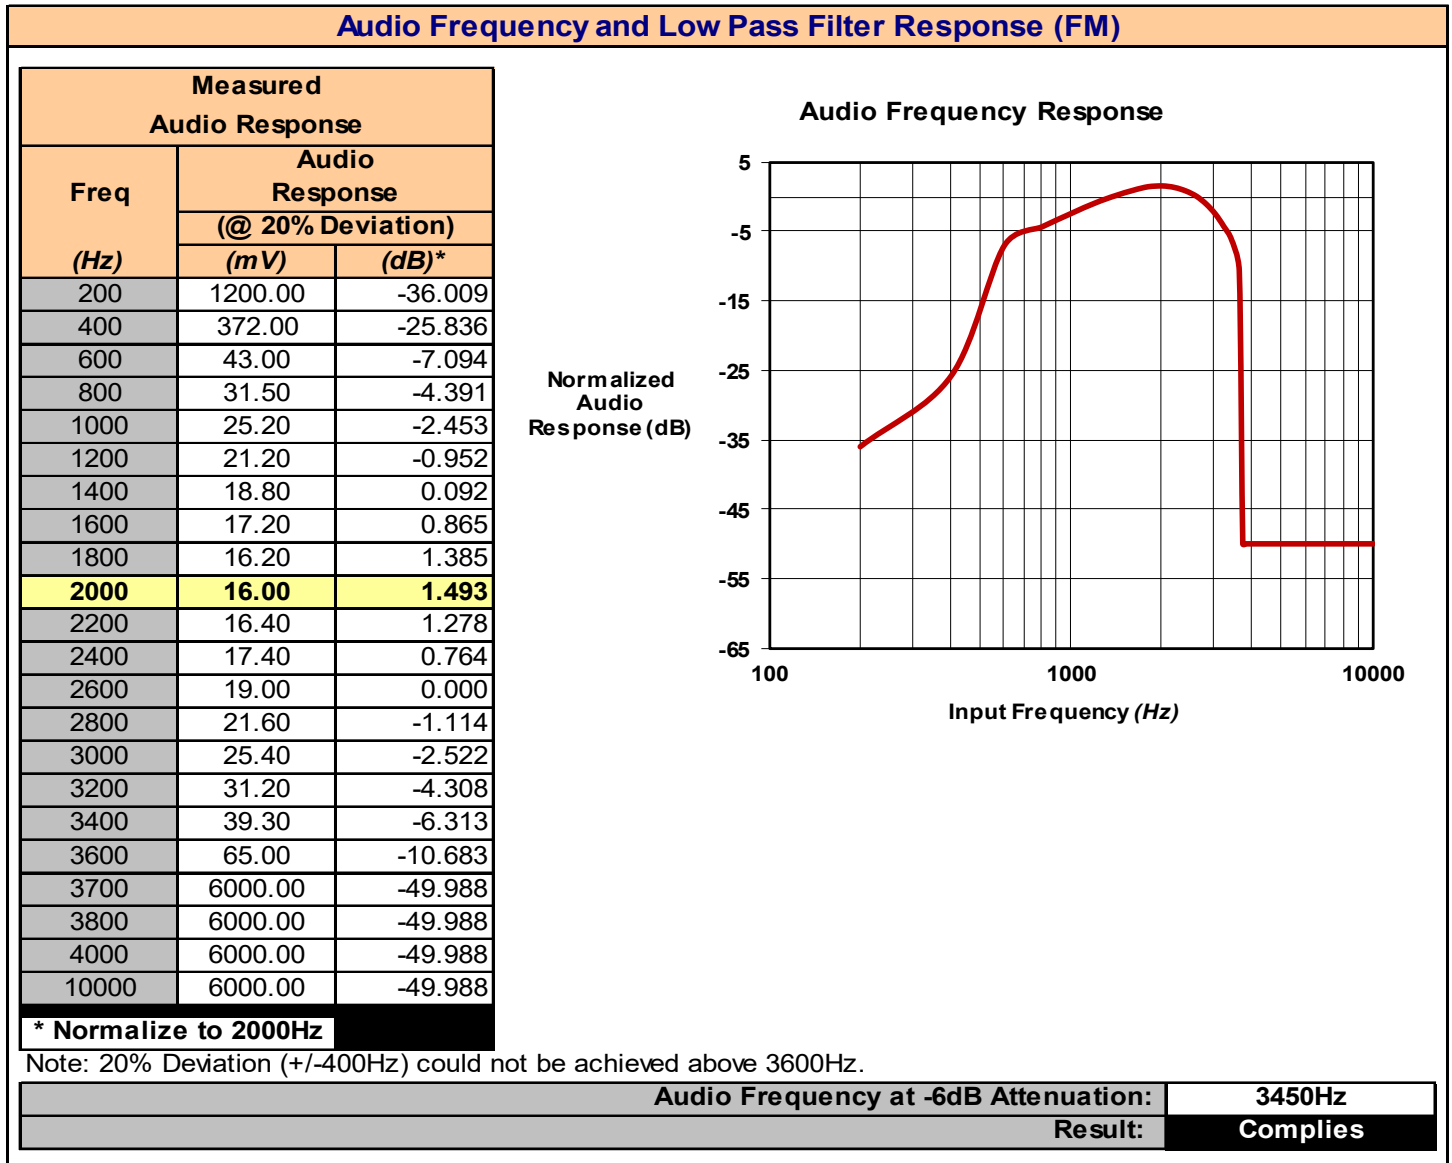 Audio Frequency and Low Pass Filter Response (FM)
Measured
Audio Response
Freq
(Hz)
Audio
Response
(@ 20% Deviation)
(mV) (dB)*
200 1200.00 -36.009
400 372.00 -25.836
600 43.00 -7.094
800 31.50 -4.391
1000 25.20 -2.453
1200 21.20 -0.952
1400 18.80 0.092
1600 17.20 0.865
1800 16.20 1.385
2000 16.00 1.493
2200 16.40 1.278
2400 17.40 0.764
2600 19.00 0.000
2800 21.60 -1.114
3000 25.40 -2.522
3200 31.20 -4.308
3400 39.30 -6.313
3600 65.00 -10.683
3700 6000.00 -49.988
3800 6000.00 -49.988
4000 6000.00 -49.988
10000 6000.00 -49.988
* Normalize to 2000Hz
Audio Frequency Response
Normalized
Audio
Response (dB)
5
-5
-15
-25
-35
-45
-55
-65
100 1000 10000
Input Frequency (Hz)
Note: 20% Deviation (+/-400Hz) could not be achieved above 3600Hz.
Audio Frequency at -6dB Attenuation: 3450Hz
Result: Complies